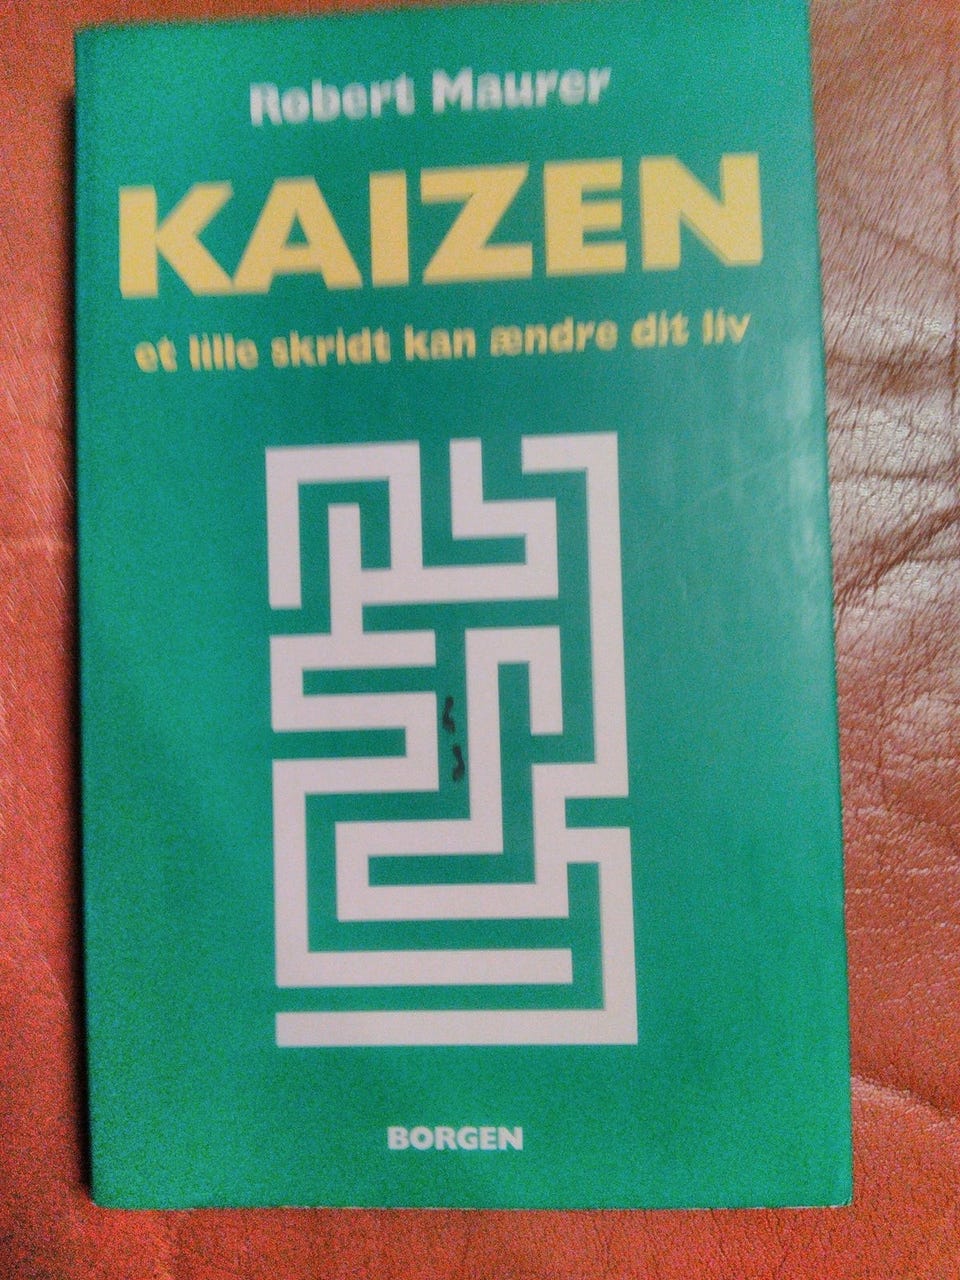 Robert Maurer
KAIZEN
et lille skridt kan ændre dit liv
BORGEN